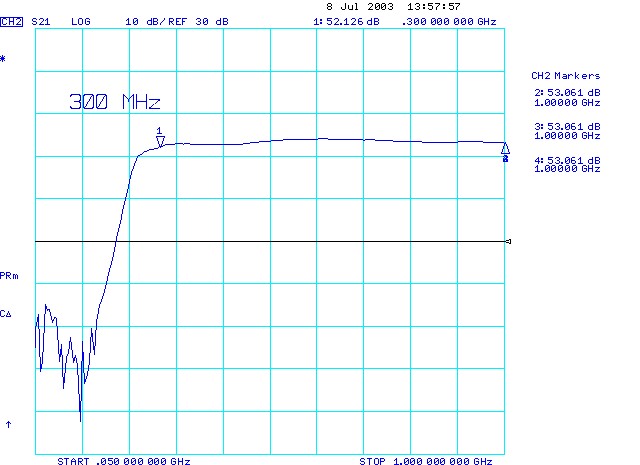 8 Jul 2003 13:57:57
CH2 S21 LOG 10 dB/REF 30 dB 1: 52.126 dB .300 000 000 GHz
*
CH2 Markers
2: 53.061 dB
1.00000 GHz
300 MHz
1
3: 53.061 dB
1.00000 GHz
4: 53.061 dB
1.00000 GHz
PRm
C∆
↑
START .050 000 000 GHz STOP 1.000 000 000 GHz